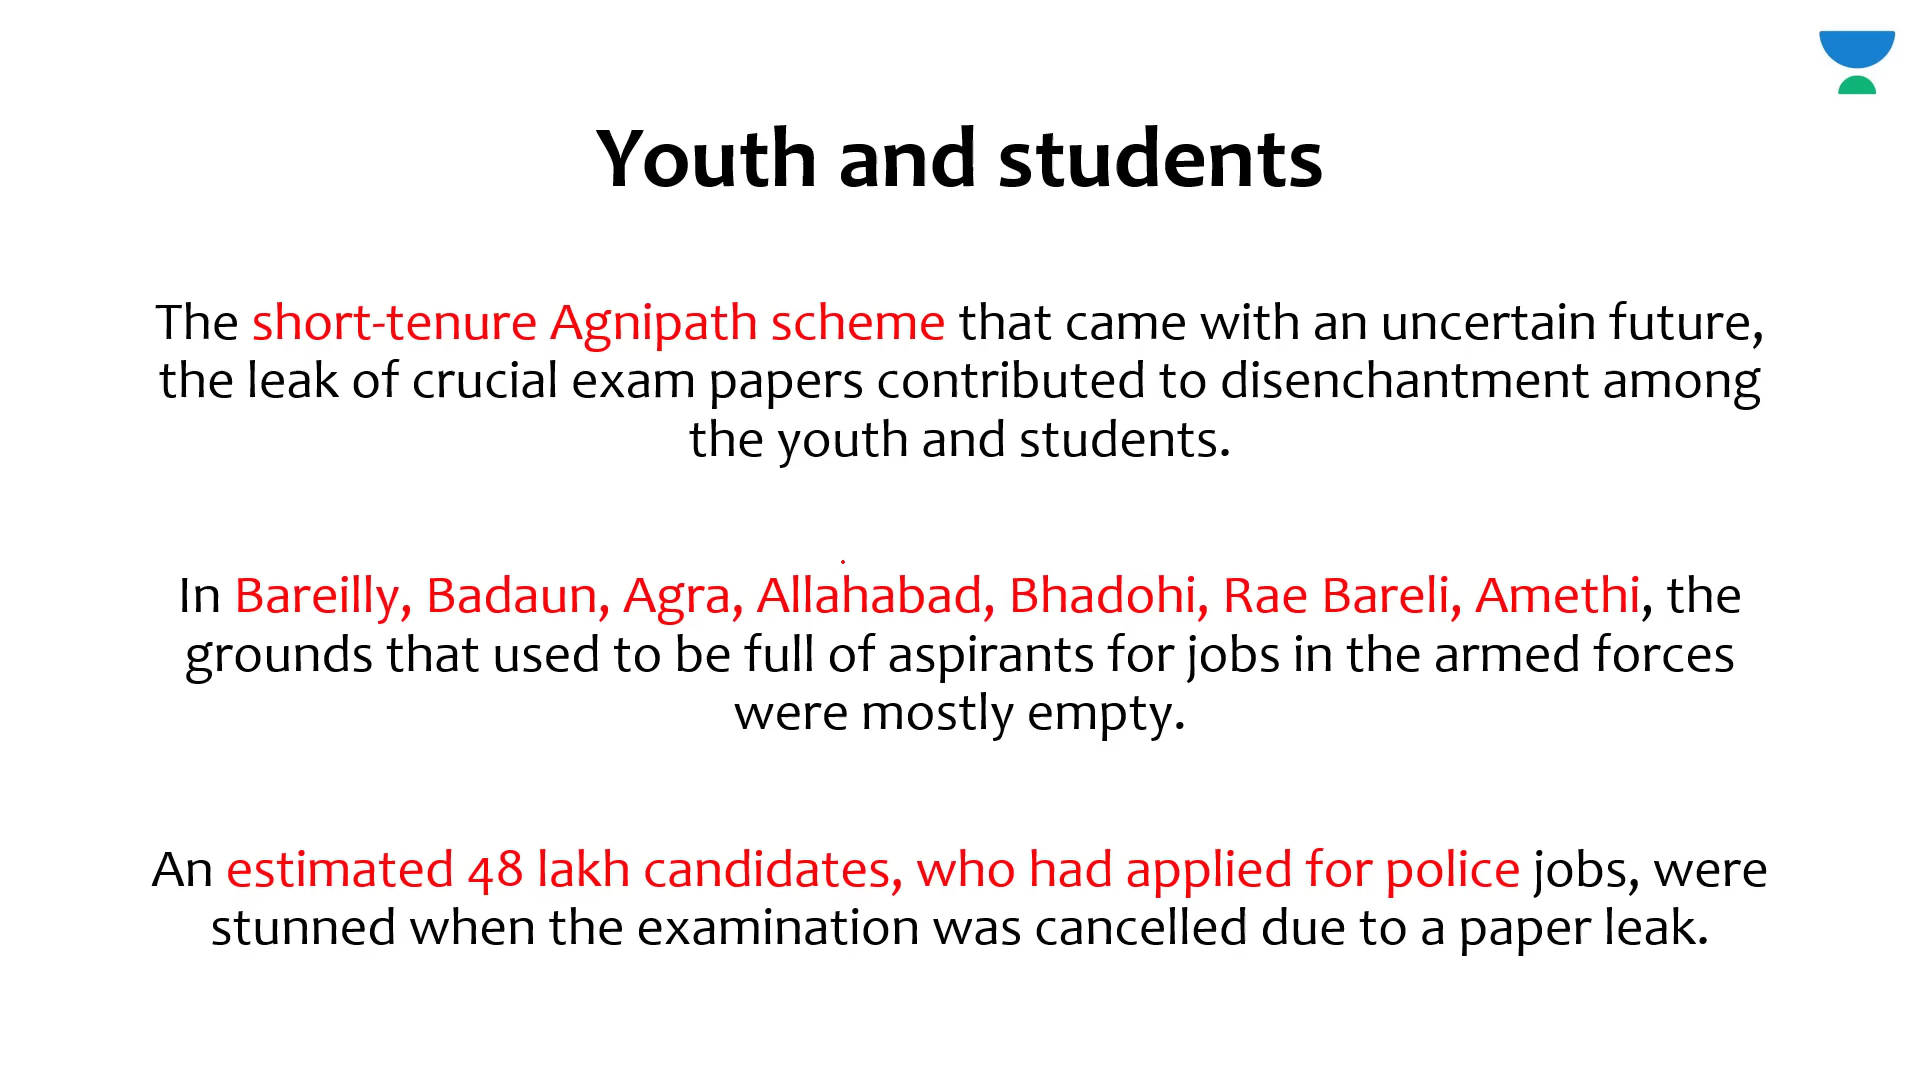 Youth and students
The short-tenure Agnipath scheme that came with an uncertain future,
the leak of crucial exam papers contributed to disenchantment among
the youth and students.
In Bareilly, Badaun, Agra, Allahabad, Bhadohi, Rae Bareli, Amethi, the
grounds that used to be full of aspirants for jobs in the armed forces
were mostly empty.
An estimated 48 lakh candidates, who had applied for police jobs, were
stunned when the examination was cancelled due to a paper leak.